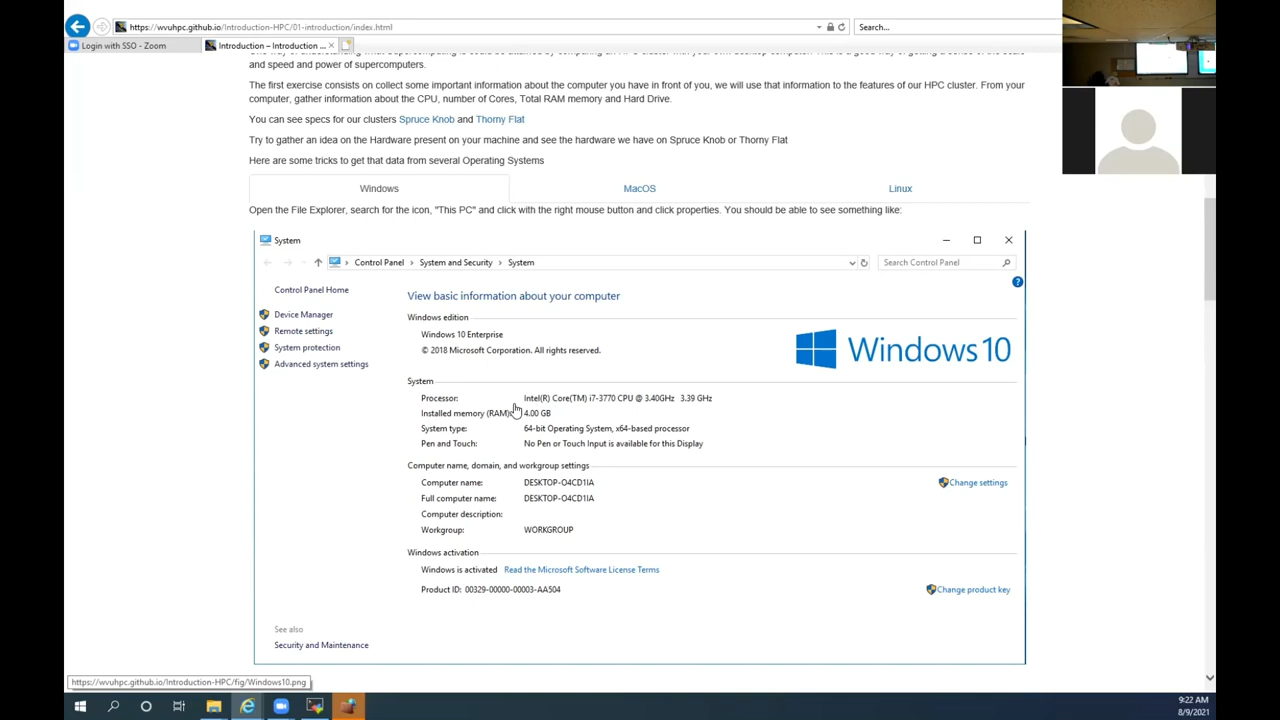 https://wvuhpc.github.io/Introduction-HPC/01-introduction/index.html
Search...
Login with SSO - Zoom
Introduction – Introduction ...
and speed and power of supercomputers.
The first exercise consists on collect some important information about the computer you have in front of you, we will use that information to the features of our HPC cluster. From your
computer, gather information about the CPU, number of Cores, Total RAM memory and Hard Drive.
You can see specs for our clusters Spruce Knob and Thorny Flat
Try to gather an idea on the Hardware present on your machine and see the hardware we have on Spruce Knob or Thorny Flat
Here are some tricks to get that data from several Operating Systems
Windows
MacOS
Linux
Open the File Explorer, search for the icon, "This PC" and click with the right mouse button and click properties. You should be able to see something like:
System
Control Panel > System and Security > System
Search Control Panel
Control Panel Home
Device Manager
Remote settings
System protection
Advanced system settings
View basic information about your computer
Windows edition
Windows 10 Enterprise
© 2018 Microsoft Corporation. All rights reserved.
Windows 10
System
Processor: Intel(R) Core(TM) i7-3770 CPU @ 3.40GHz 3.39 GHz
Installed memory (RAM): 4.00 GB
System type: 64-bit Operating System, x64-based processor
Pen and Touch: No Pen or Touch Input is available for this Display
Computer name, domain, and workgroup settings
Computer name: DESKTOP-O4CD1IA
Change settings
Full computer name: DESKTOP-O4CD1IA
Computer description:
Workgroup: WORKGROUP
Windows activation
Windows is activated Read the Microsoft Software License Terms
Product ID: 00329-00000-00003-AA504
Change product key
See also
Security and Maintenance
https://wvuhpc.github.io/Introduction-HPC/fig/Windows10.png
9:22 AM
8/9/2021